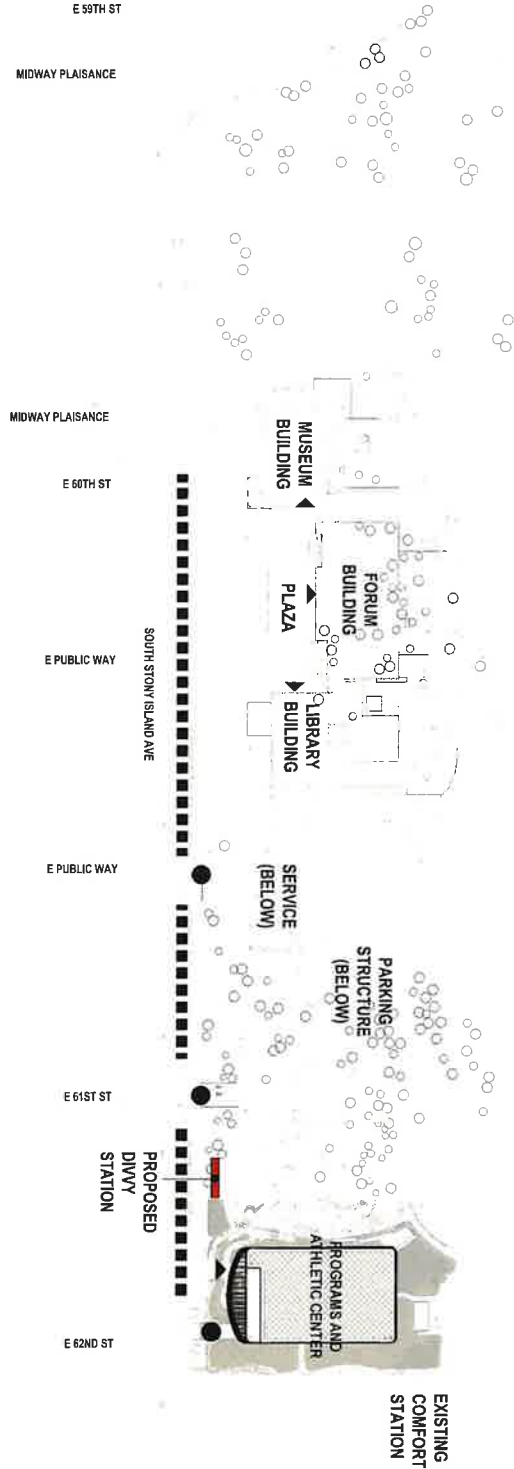 E 59TH ST
MIDWAY PLAISANCE
MIDWAY PLAISANCE
MUSEUM
BUILDING
E 60TH ST
FORUM
BUILDING
PLAZA
E PUBLIC WAY
SOUTH STONY ISLAND AVE
LIBRARY
BUILDING
E PUBLIC WAY
SERVICE
(BELOW)
PARKING
STRUCTURE
(BELOW)
E 61ST ST
PROPOSED
DIVVY
STATION
PROGRAMS AND
ATHLETIC CENTER
E 62ND ST
EXISTING
COMFORT
STATION